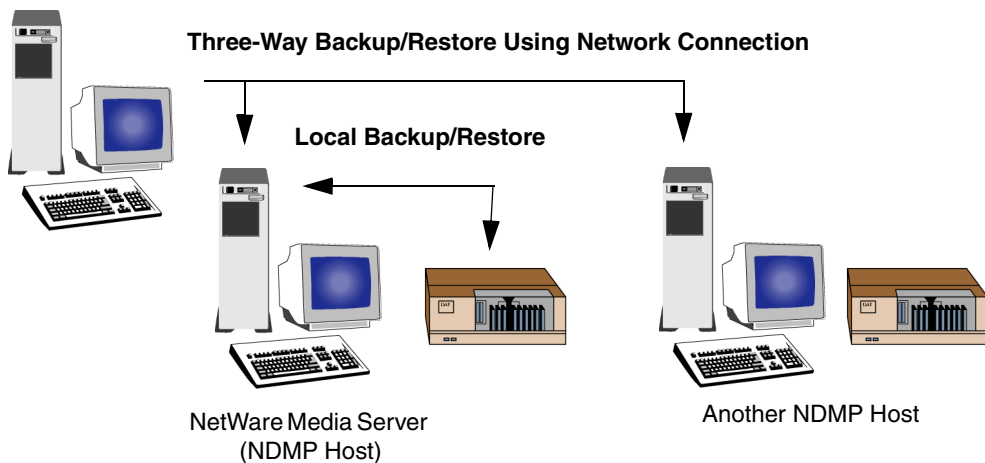 Three-Way Backup/Restore Using Network Connection
Local Backup/Restore
NetWare Media Server
(NDMP Host)
Another NDMP Host